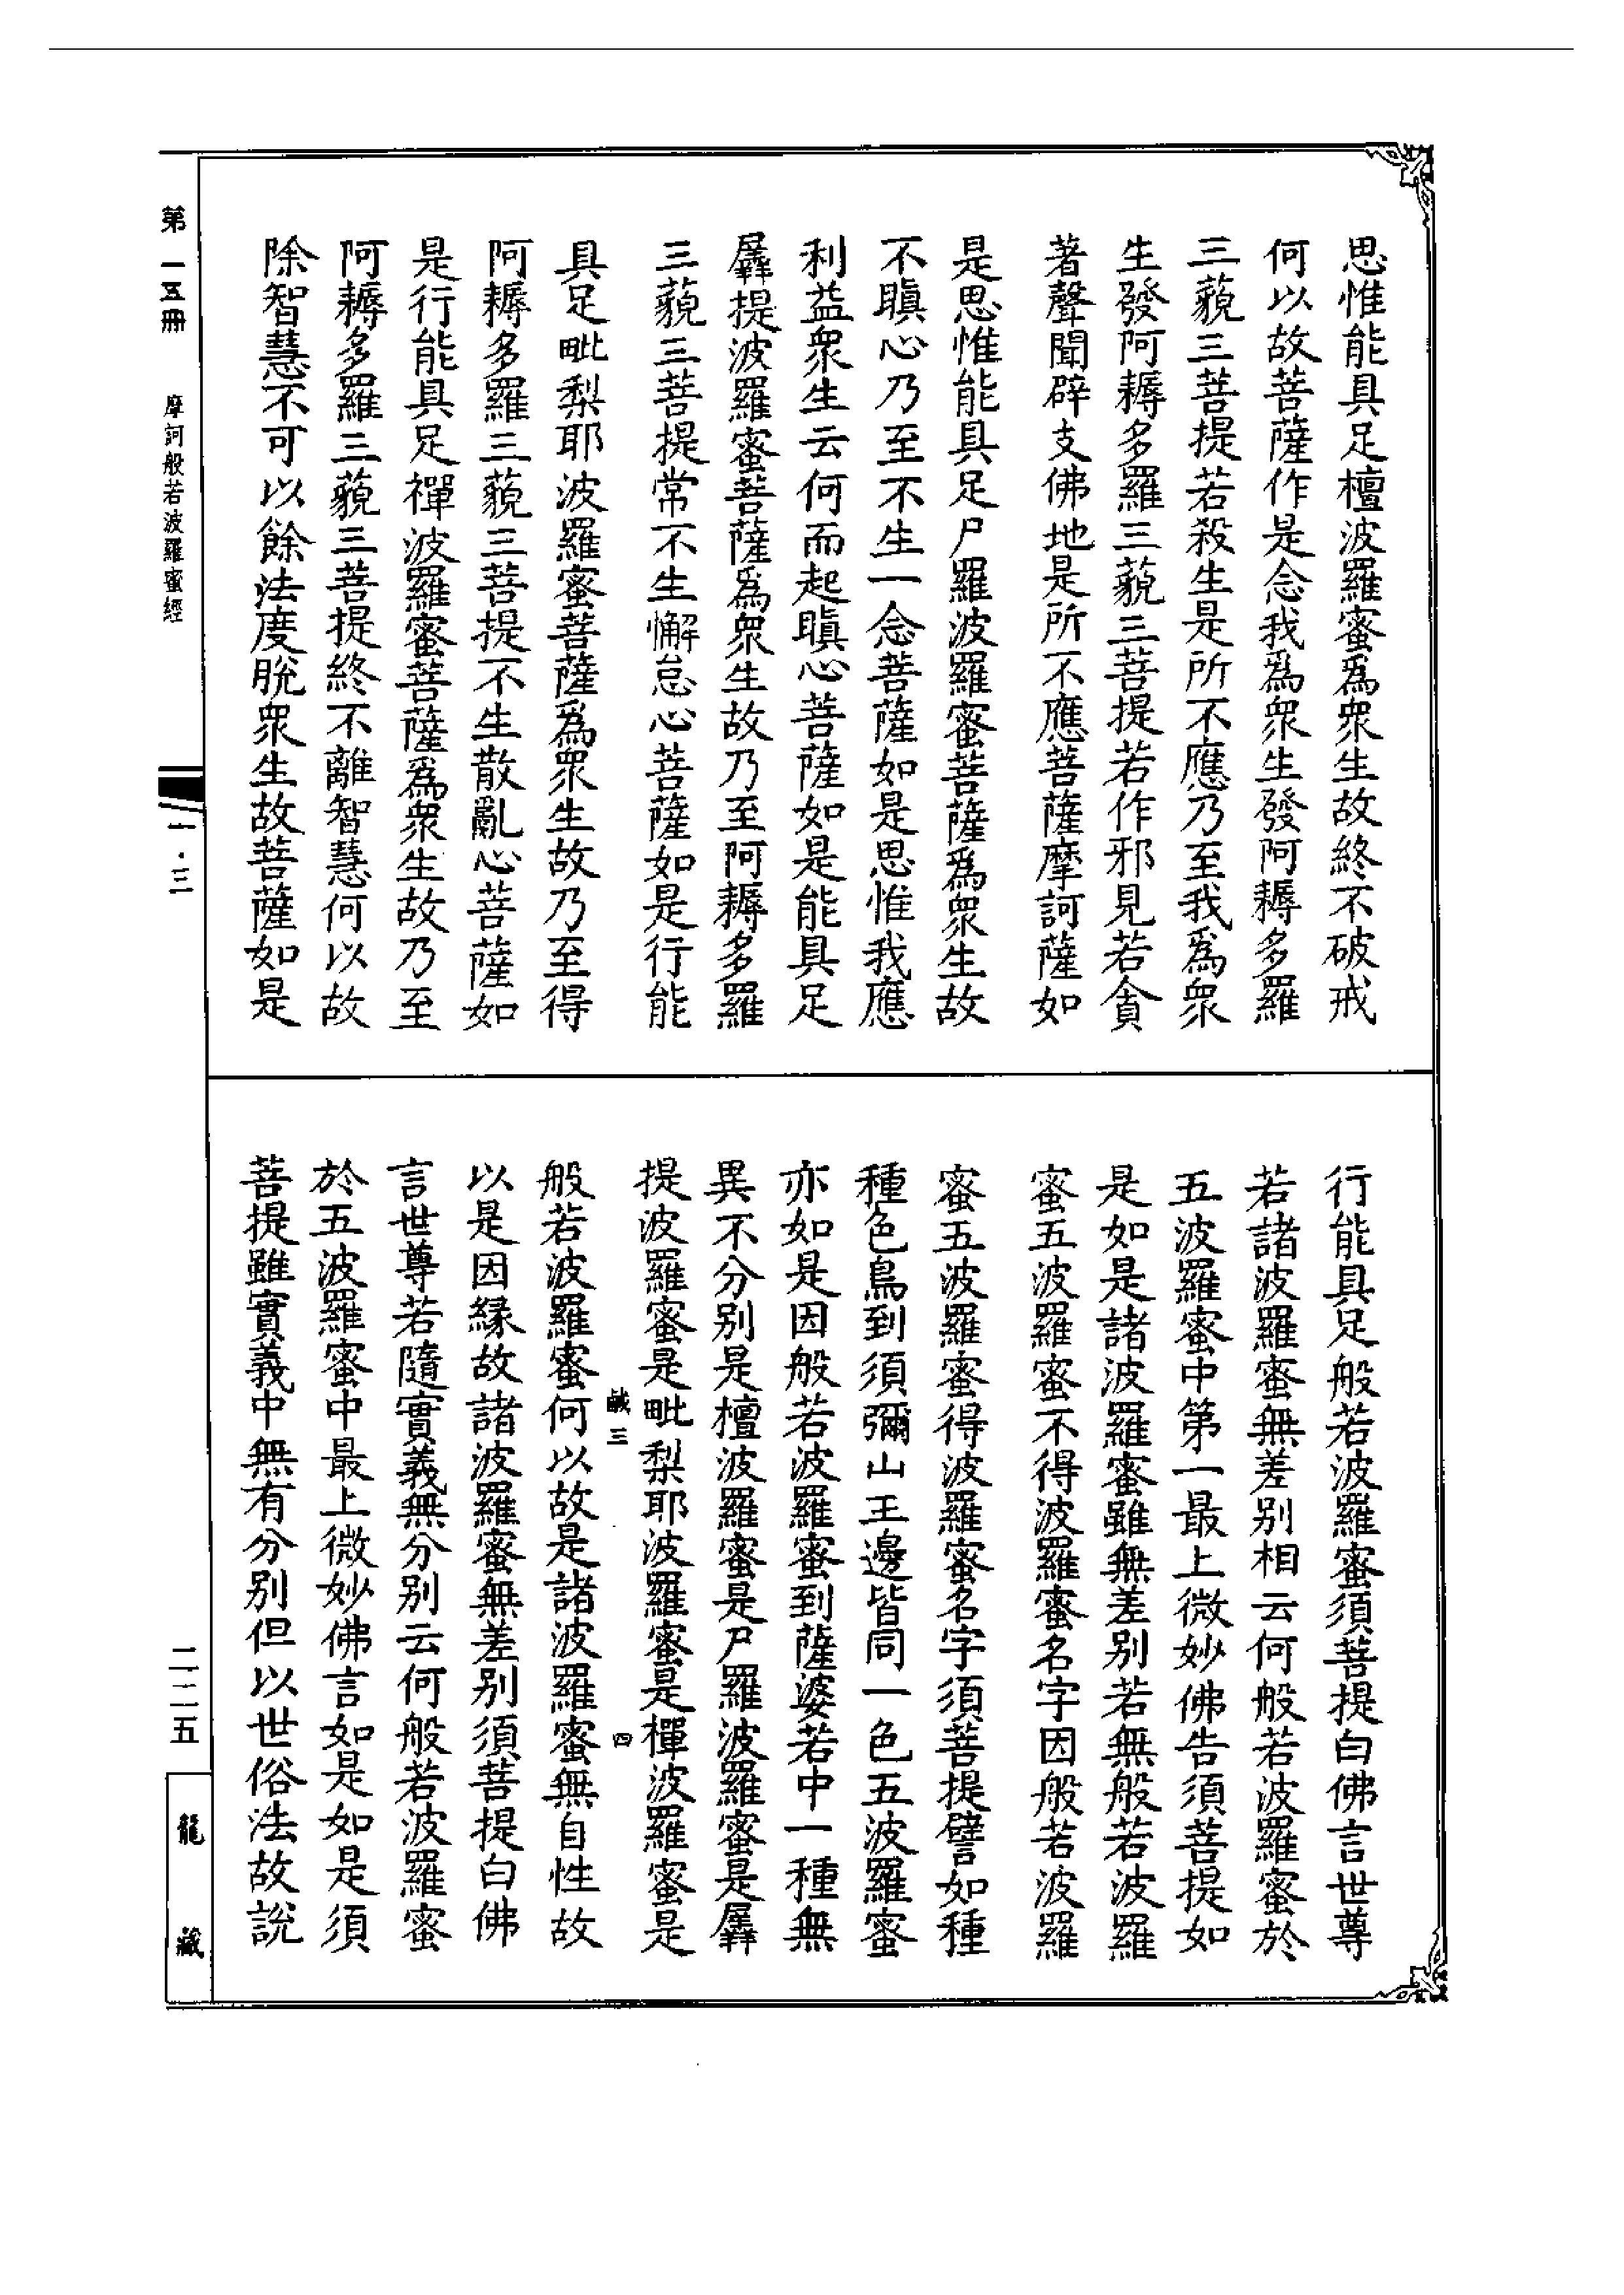 思惟能具足檀波羅蜜爲衆生故終不破戒
何以故菩薩作是念我爲衆生發阿耨多羅
三藐三菩提若殺生是所不應乃至我爲衆
生發阿耨多羅三藐三菩提若作邪見若貪
著聲聞辟支佛地是所不應菩薩摩訶薩如
是思惟能具足尸羅波羅蜜菩薩爲衆生故
不瞋心乃至不生一念菩薩如是思惟我應
利益衆生云何而起瞋心菩薩如是能具足
羼提波羅蜜菩薩爲衆生故乃至阿耨多羅
三藐三菩提常不生懈怠心菩薩如是行能
具足毗梨耶波羅蜜菩薩爲衆生故乃至得
阿耨多羅三藐三菩提不生散亂心菩薩如
是行能具足禪波羅蜜菩薩爲衆生故乃至
阿耨多羅三藐三菩提終不離智慧何以故
除智慧不可以餘法度脫衆生故菩薩如是
行能具足般若波羅蜜須菩提白佛言世尊
若諸波羅蜜無差別相云何般若波羅蜜於
五波羅蜜中第一最上微妙佛告須菩提如
是如是諸波羅蜜雖無差別若無般若波羅
蜜五波羅蜜不得波羅蜜名字因般若波羅
蜜五波羅蜜得波羅蜜名字須菩提譬如種
種色鳥到須彌山王邊皆同一色五波羅蜜
亦如是因般若波羅蜜到薩婆若中一種無
異不分別是檀波羅蜜是尸羅波羅蜜是羼
提波羅蜜是毗梨耶波羅蜜是禪波羅蜜是
鹹三 四
般若波羅蜜何以故是諸波羅蜜無自性故
以是因緣故諸波羅蜜無差別須菩提白佛
言世尊若隨實義無分別云何般若波羅蜜
於五波羅蜜中最上微妙佛言如是如是須
菩提雖實義中無有分別但以世俗法故說
第一五冊 摩訶般若波羅蜜經
一·三
二二五
龍藏